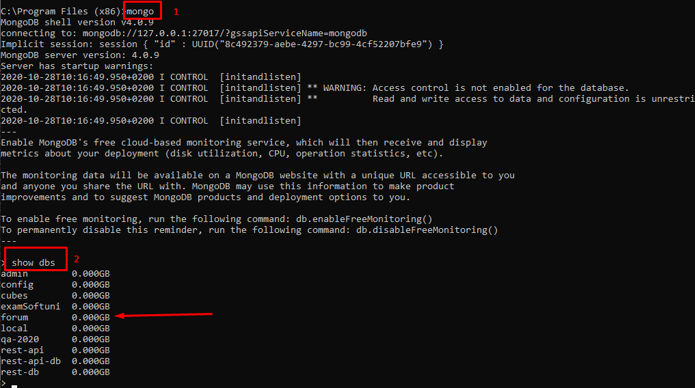 C:\Program Files (x86)>mongo 1
MongoDB shell version v4.0.9
connecting to: mongodb://127.0.0.1:27017/?gssapiServiceName=mongodb
Implicit session: session { "id" : UUID("8c492379-aebe-4297-bc99-4cf52207bfe9") }
MongoDB server version: 4.0.9
Server has startup warnings:
2020-10-28T10:16:49.950+0200 I CONTROL  [initandlisten]
2020-10-28T10:16:49.950+0200 I CONTROL  [initandlisten] ** WARNING: Access control is not enabled for the database.
2020-10-28T10:16:49.950+0200 I CONTROL  [initandlisten] **          Read and write access to data and configuration is unrestri
cted.
2020-10-28T10:16:49.950+0200 I CONTROL  [initandlisten]
---
Enable MongoDB's free cloud-based monitoring service, which will then receive and display
metrics about your deployment (disk utilization, CPU, operation statistics, etc).
The monitoring data will be available on a MongoDB website with a unique URL accessible to you
and anyone you share the URL with. MongoDB may use this information to make product
improvements and to suggest MongoDB products and deployment options to you.
To enable free monitoring, run the following command: db.enableFreeMonitoring()
To permanently disable this reminder, run the following command: db.disableFreeMonitoring()
---
> show dbs 2
admin        0.000GB
config       0.000GB
cubes        0.000GB
examSoftuni  0.000GB
forum        0.000GB
local        0.000GB
qa-2020      0.000GB
rest-api     0.000GB
rest-api-db  0.000GB
rest-db      0.000GB
>